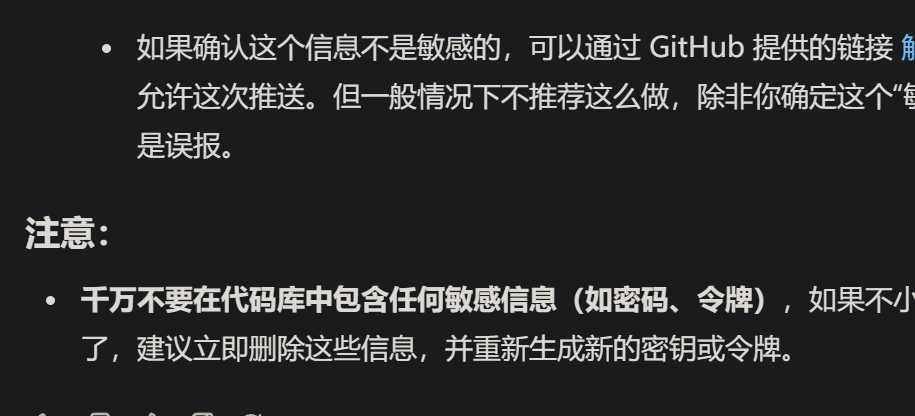 如果确认这个信息不是敏感的，可以通过 GitHub 提供的链接
允许这次推送。但一般情况下不推荐这么做，除非你确定这个“敏
是误报。
注意：
千万不要在代码库中包含任何敏感信息（如密码、令牌），如果不小
了，建议立即删除这些信息，并重新生成新的密钥或令牌。